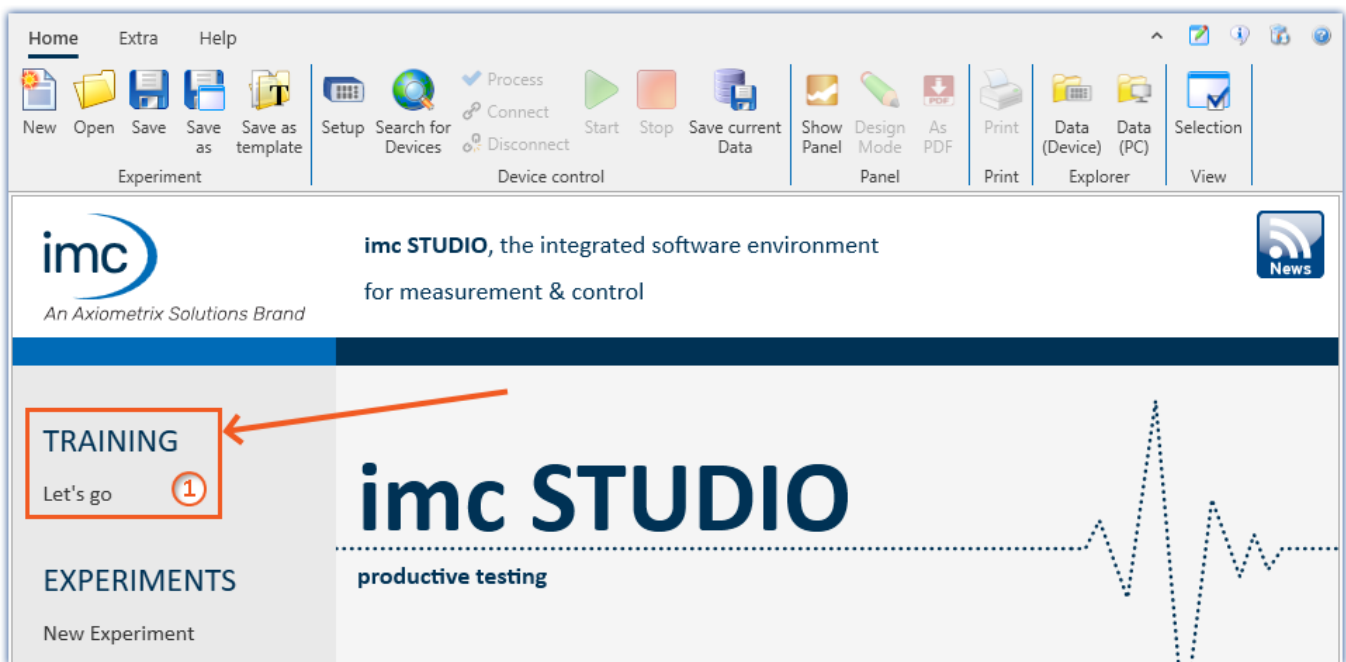 Home Extra Help
Process
Connect
New Open Save Save as Save as template Setup Search for Devices Disconnect Start Stop Save current Data Show Panel Design Mode As PDF Print Data (Device) Data (PC) Selection
PDF
T
Experiment Device control Panel Print Explorer View
imc
An Axiometrix Solutions Brand
imc STUDIO, the integrated software environment
for measurement & control
News
TRAINING
Let's go 1
imc STUDIO
productive testing
EXPERIMENTS
New Experiment